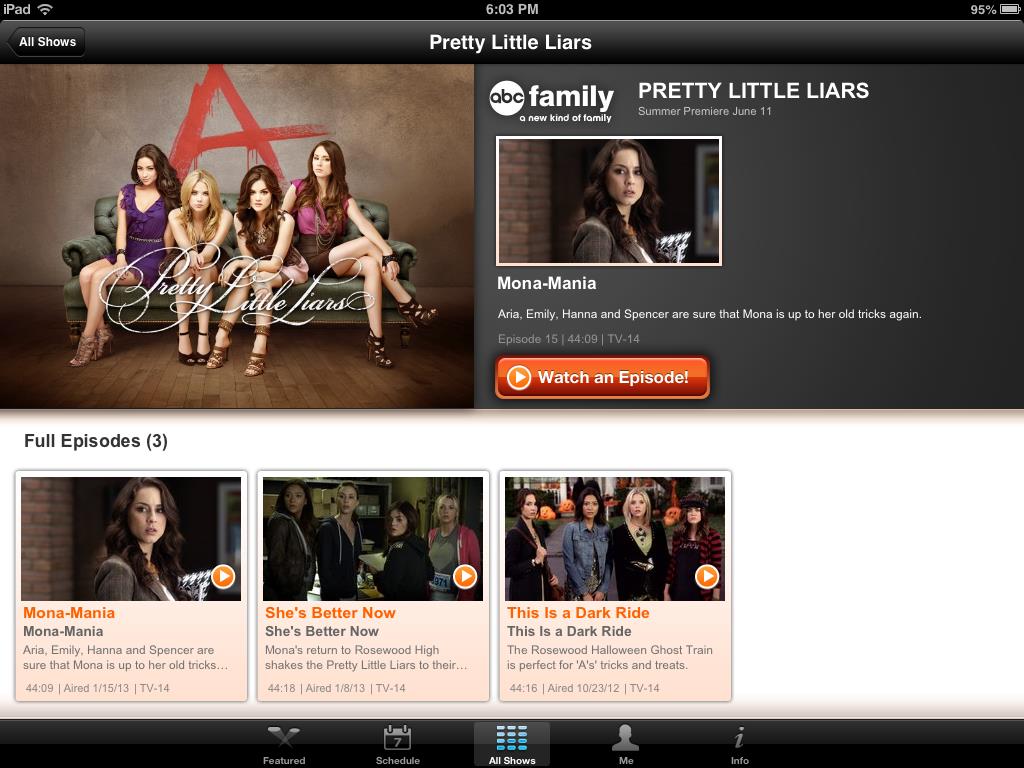 iPad 6:03 PM 95%
All Shows
Pretty Little Liars
A
Pretty Little Liars
abc family
a new kind of family
PRETTY LITTLE LIARS
Summer Premiere June 11
Mona-Mania
Aria, Emily, Hanna and Spencer are sure that Mona is up to her old tricks again.
Episode 15 | 44:09 | TV-14
Watch an Episode!
Full Episodes (3)
Mona-Mania
Mona-Mania
Aria, Emily, Hanna and Spencer are
sure that Mona is up to her old tricks…
44:09 | Aired 1/15/13 | TV-14
371
She's Better Now
She's Better Now
Mona's return to Rosewood High
shakes the Pretty Little Liars to their…
44:18 | Aired 1/8/13 | TV-14
This Is a Dark Ride
This Is a Dark Ride
The Rosewood Halloween Ghost Train
is perfect for 'A's' tricks and treats.
44:16 | Aired 10/23/12 | TV-14
7
Featured
Schedule
All Shows
Me
i
Info